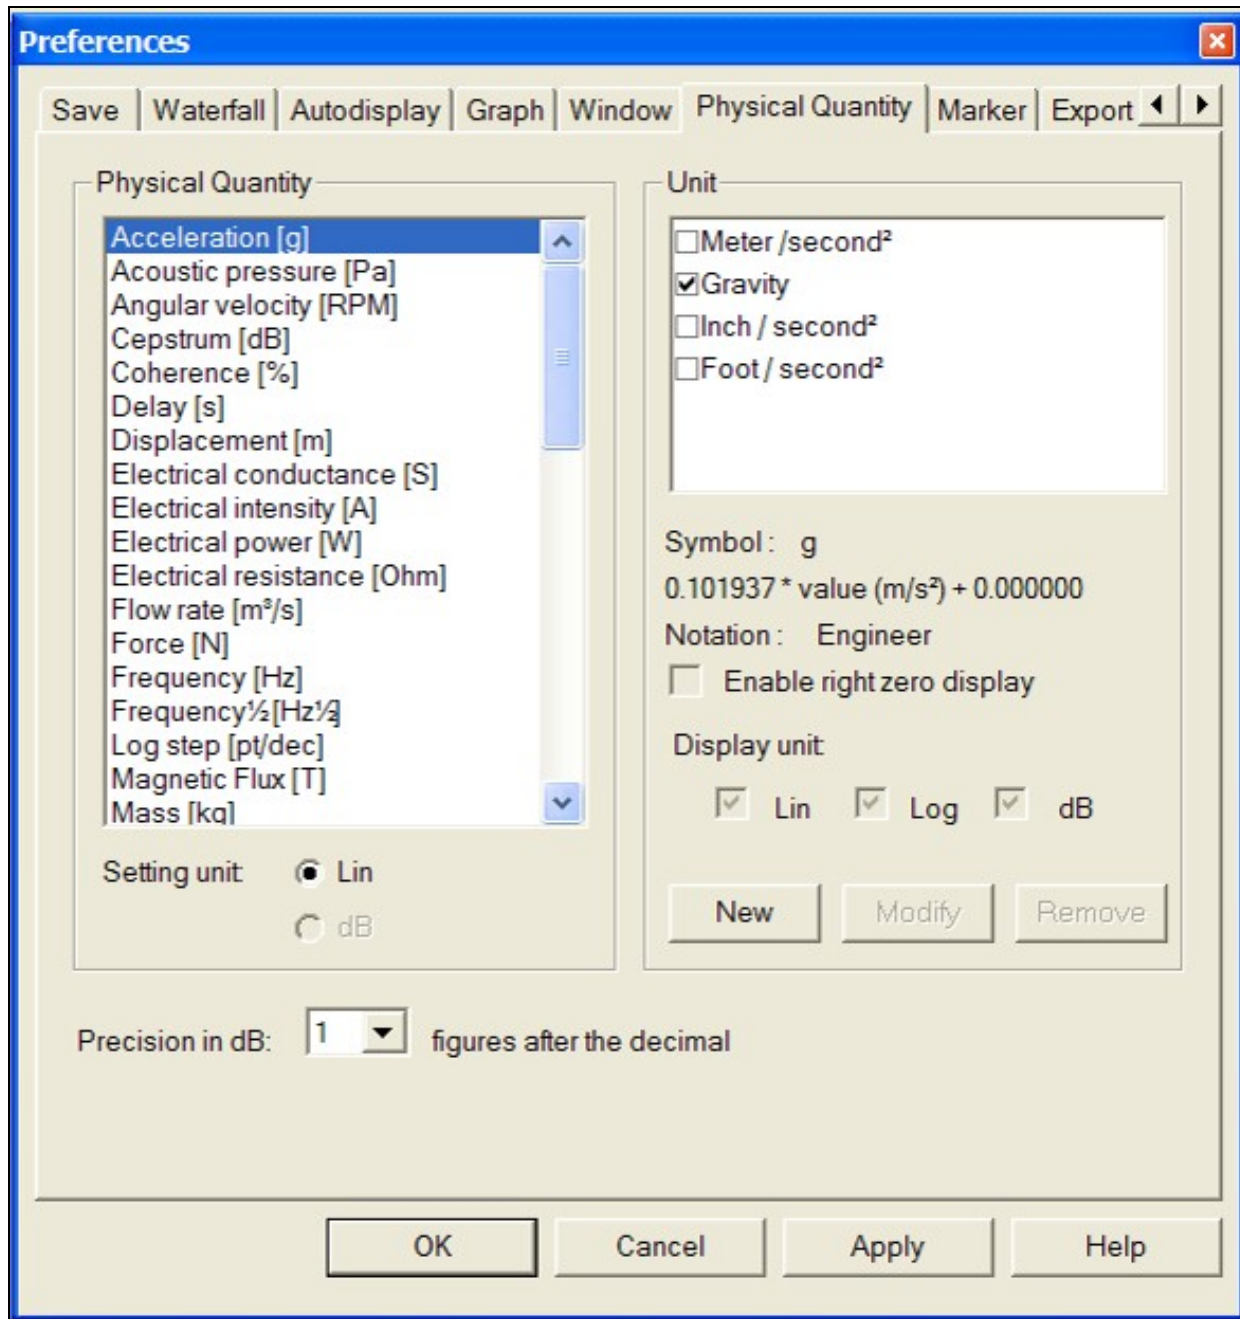 Preferences
Save Waterfall Autodisplay Graph Window Physical Quantity Marker Export
Physical Quantity
Acceleration [g]
Acoustic pressure [Pa]
Angular velocity [RPM]
Cepstrum [dB]
Coherence [%]
Delay [s]
Displacement [m]
Electrical conductance [S]
Electrical intensity [A]
Electrical power [W]
Electrical resistance [Ohm]
Flow rate [m³/s]
Force [N]
Frequency [Hz]
Frequency½[Hz½]
Log step [pt/dec]
Magnetic Flux [T]
Mass [kg]
Setting unit: Lin
dB
Unit
Meter /second²
Gravity
Inch / second²
Foot / second²
Symbol : g
0.101937 * value (m/s²) + 0.000000
Notation : Engineer
Enable right zero display
Display unit:
Lin Log dB
New Modify Remove
Precision in dB: 1 figures after the decimal
OK Cancel Apply Help